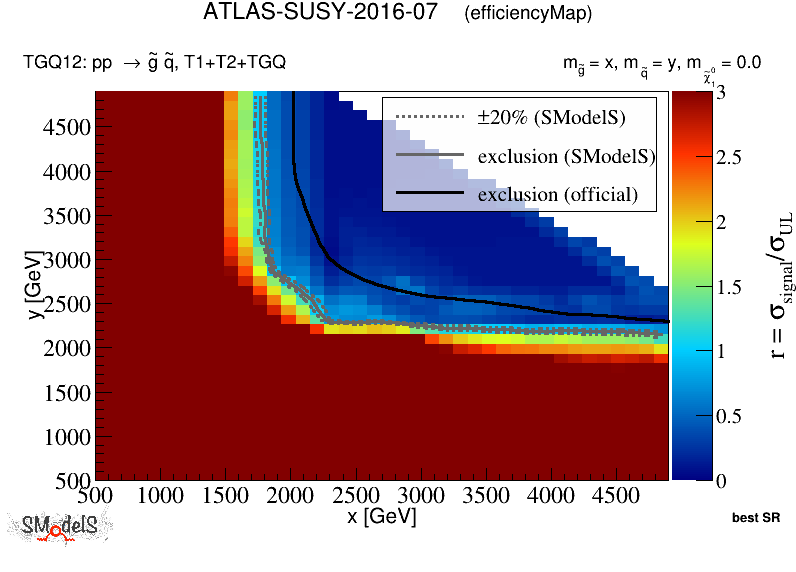 ATLAS-SUSY-2016-07 (efficiencyMap)
TGQ12: pp → g̃ q̃, T1+T2+TGQ
m_g̃ = x, m_q̃ = y, m_χ̃₁⁰ = 0.0
±20% (SModelS)
exclusion (SModelS)
exclusion (official)
y [GeV]
4500
4000
3500
3000
2500
2000
1500
1000
500
500 1000 1500 2000 2500 3000 3500 4000 4500
x [GeV]
3
2.5
2
1.5
1
0.5
0
r = σ_signal/σ_UL
SModelS
best SR